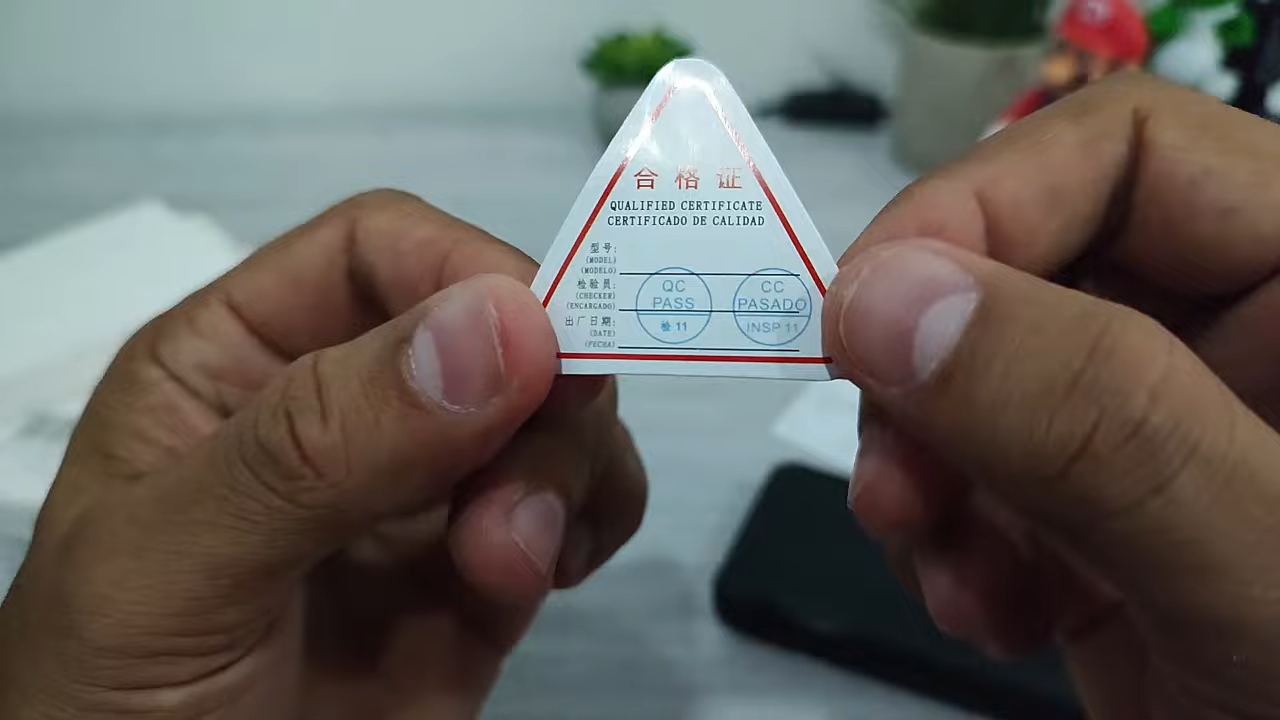 合格证
QUALIFIED CERTIFICATE
CERTIFICADO DE CALIDAD
型号:
(MODEL)
(MODELO)
检验员:
(CHECKER)
(ENCARGADO)
出厂日期:
(DATE)
(FECHA)
QC
PASS
检 11
CC
PASADO
INSP 11